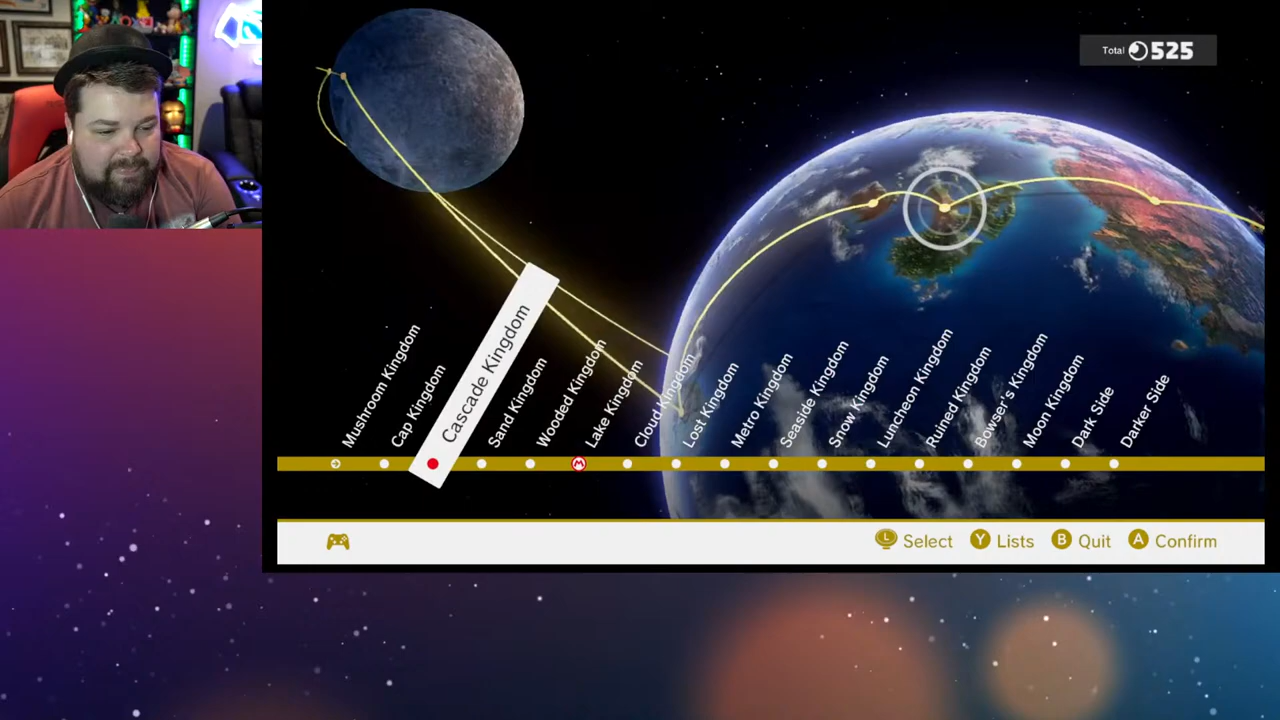 Total 525
Mushroom Kingdom
Cap Kingdom
Cascade Kingdom
Sand Kingdom
Wooded Kingdom
Lake Kingdom
Cloud Kingdom
Lost Kingdom
Metro Kingdom
Seaside Kingdom
Snow Kingdom
Luncheon Kingdom
Ruined Kingdom
Bowser's Kingdom
Moon Kingdom
Dark Side
Darker Side
M
L Select Y Lists B Quit A Confirm